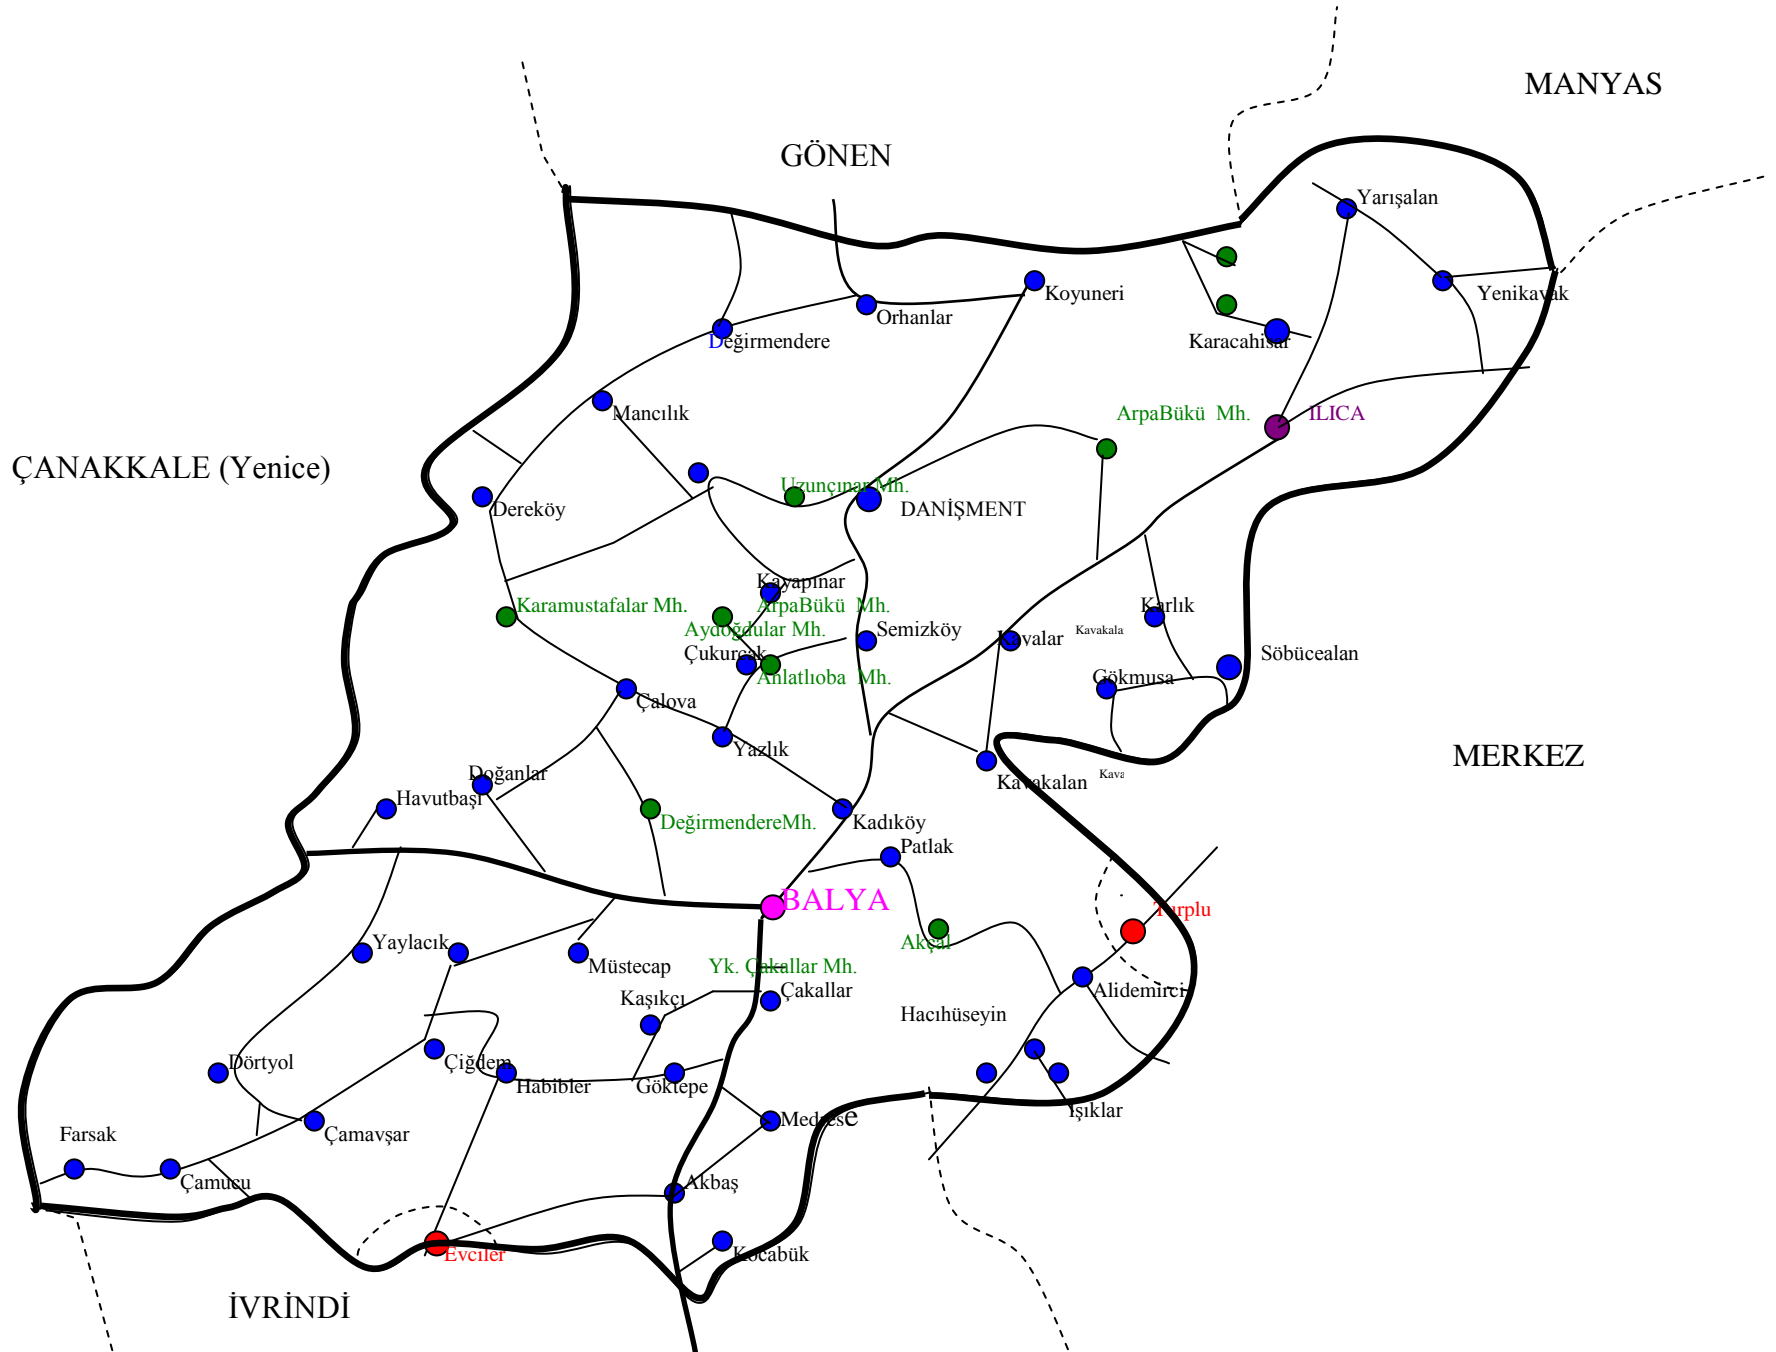 MANYAS
GÖNEN
Yarışalan
Koyuneri
Yenikavak
Orhanlar
Değirmendere
Karacahisar
Mancılık
ArpaBükü Mh.
ILICA
ÇANAKKALE (Yenice)
Uzunçınar Mh.
Dereköy
DANİŞMENT
Kayapınar
Karamustafalar Mh.
ArpaBükü Mh.
Karlık
Aydoğdular Mh.
Semizköy
Kavalar
Kavakala
Çukurcak
Söbücealan
Ahlatlıoba Mh.
Gökmusa
Çalova
Yazlık
MERKEZ
Doğanlar
Kavakalan
Kava
Havutbaşı
DeğirmendereMh.
Kadıköy
Patlak
BALYA
Turplu
Yaylacık
Akçal
Müstecap
Yk. Çakallar Mh.
Kaşıkçı
Çakallar
Alidemirci
Hacıhüseyin
Dörtyol
Çiğdem
Habibler
Göktepe
Işıklar
Medrese
Farsak
Çamavşar
Çamucu
Akbaş
Evciler
Kocabük
İVRİNDİ